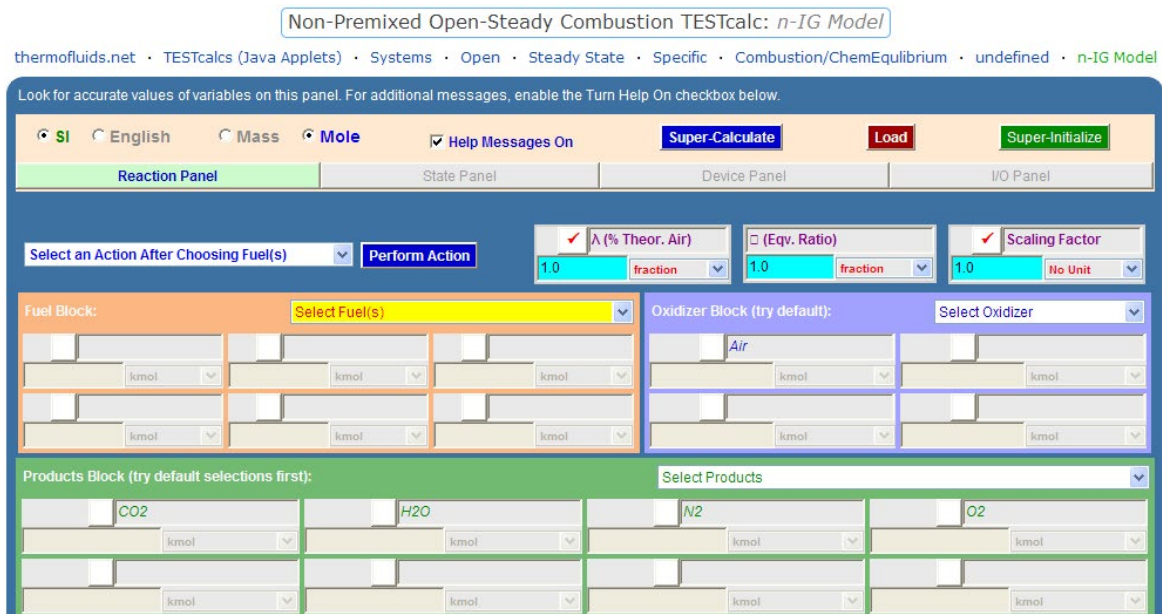 Non-Premixed Open-Steady Combustion TESTcalc: n-IG Model
thermofluids.net · TESTcalcs (Java Applets) · Systems · Open · Steady State · Specific · Combustion/ChemEqulibrium · undefined · n-IG Model
Look for accurate values of variables on this panel. For additional messages, enable the Turn Help On checkbox below.
SI English Mass Mole Help Messages On Super-Calculate Load Super-Initialize
Reaction Panel State Panel Device Panel I/O Panel
Select an Action After Choosing Fuel(s) Perform Action
λ (% Theor. Air) □ (Eqv. Ratio) Scaling Factor
1.0 fraction 1.0 fraction 1.0 No Unit
Fuel Block: Select Fuel(s) Oxidizer Block (try default): Select Oxidizer
Air
kmol kmol kmol kmol kmol
kmol kmol kmol kmol kmol
Products Block (try default selections first): Select Products
CO2 H2O N2 O2
kmol kmol kmol kmol
kmol kmol kmol kmol